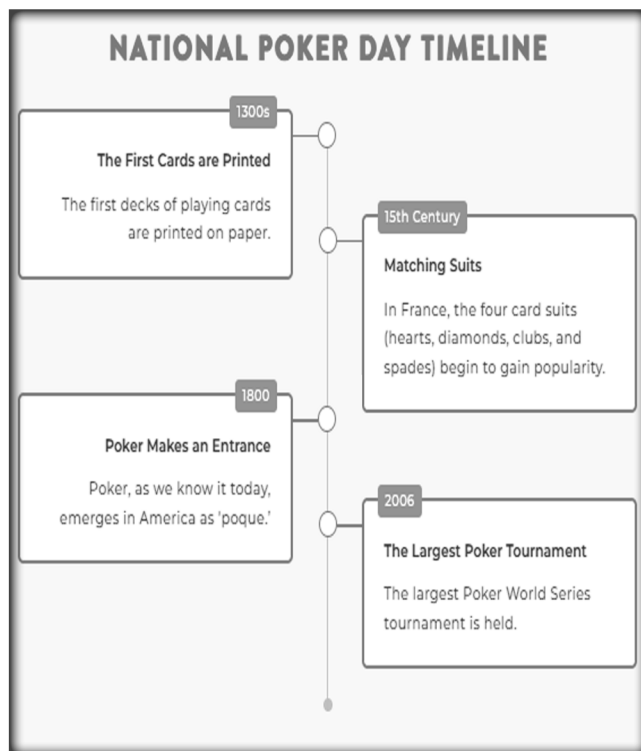 NATIONAL POKER DAY TIMELINE
1300s
The First Cards are Printed
The first decks of playing cards
are printed on paper.
15th Century
Matching Suits
In France, the four card suits
(hearts, diamonds, clubs, and
spades) begin to gain popularity.
1800
Poker Makes an Entrance
Poker, as we know it today,
emerges in America as 'poque.'
2006
The Largest Poker Tournament
The largest Poker World Series
tournament is held.